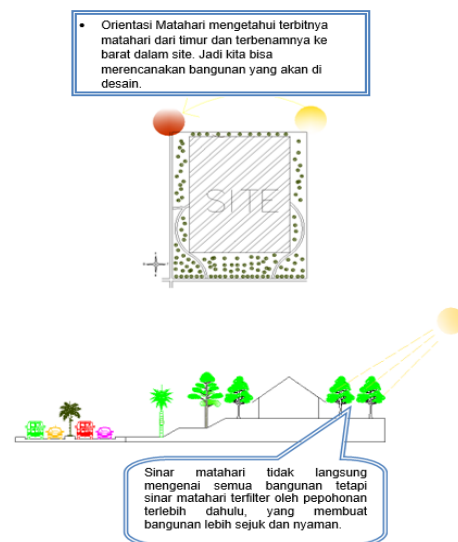 • Orientasi Matahari mengetahui terbitnya
matahari dari timur dan terbenamnya ke
barat dalam site. Jadi kita bisa
merencanakan bangunan yang akan di
desain.
SITE
Sinar matahari tidak langsung
mengenai semua bangunan tetapi
sinar matahari terfilter oleh pepohonan
terlebih dahulu, yang membuat
bangunan lebih sejuk dan nyaman.